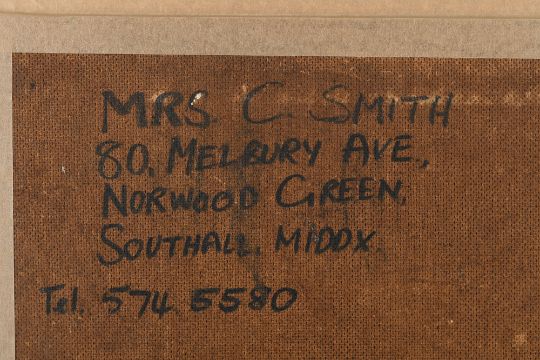 MRS. C. SMITH
80, MELBURY AVE.,
NORWOOD GREEN,
SOUTHALL, MIDDX.
Tel. 574 5580